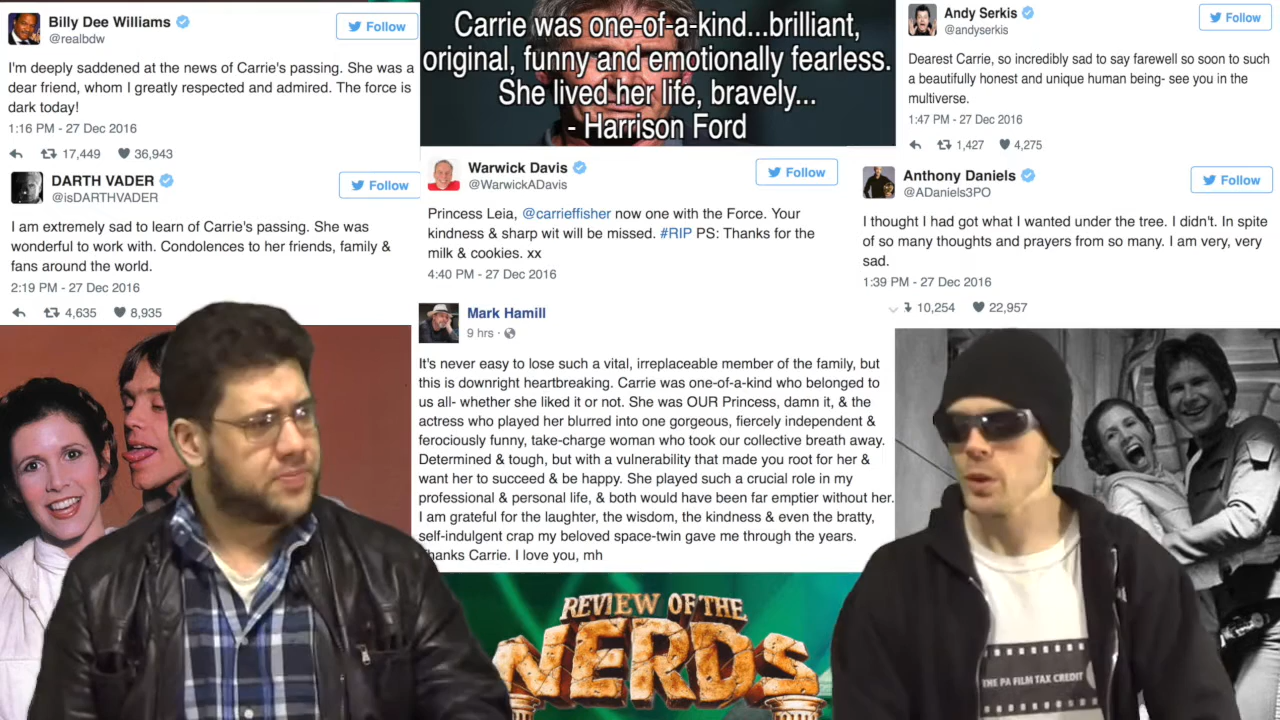 Billy Dee Williams
@realbdw
Follow
I'm deeply saddened at the news of Carrie's passing. She was a
dear friend, whom I greatly respected and admired. The force is
dark today!
1:16 PM - 27 Dec 2016
17,449 36,943
DARTH VADER
@isDARTHVADER
Follow
I am extremely sad to learn of Carrie's passing. She was
wonderful to work with. Condolences to her friends, family &
fans around the world.
2:19 PM - 27 Dec 2016
4,635 8,935
Carrie was one-of-a-kind...brilliant,
original, funny and emotionally fearless.
She lived her life, bravely...
- Harrison Ford
Warwick Davis
@WarwickADavis
Follow
Princess Leia, @carrieffisher now one with the Force. Your
kindness & sharp wit will be missed. #RIP PS: Thanks for the
milk & cookies. xx
4:40 PM - 27 Dec 2016
Mark Hamill
9 hrs ·
It's never easy to lose such a vital, irreplaceable member of the family, but
this is downright heartbreaking. Carrie was one-of-a-kind who belonged to
us all- whether she liked it or not. She was OUR Princess, damn it, & the
actress who played her blurred into one gorgeous, fiercely independent &
ferociously funny, take-charge woman who took our collective breath away.
Determined & tough, but with a vulnerability that made you root for her &
want her to succeed & be happy. She played such a crucial role in my
professional & personal life, & both would have been far emptier without her.
I am grateful for the laughter, the wisdom, the kindness & even the bratty,
self-indulgent crap my beloved space-twin gave me through the years.
Thanks Carrie. I love you, mh
Andy Serkis
@andyserkis
Follow
Dearest Carrie, so incredibly sad to say farewell so soon to such
a beautifully honest and unique human being- see you in the
multiverse.
1:47 PM - 27 Dec 2016
1,427 4,275
Anthony Daniels
@ADaniels3PO
Follow
I thought I had got what I wanted under the tree. I didn't. In spite
of so many thoughts and prayers from so many. I am very, very
sad.
1:39 PM - 27 Dec 2016
10,254 22,957
REVIEW OF THE
NERDS
THE PA FILM TAX CREDIT